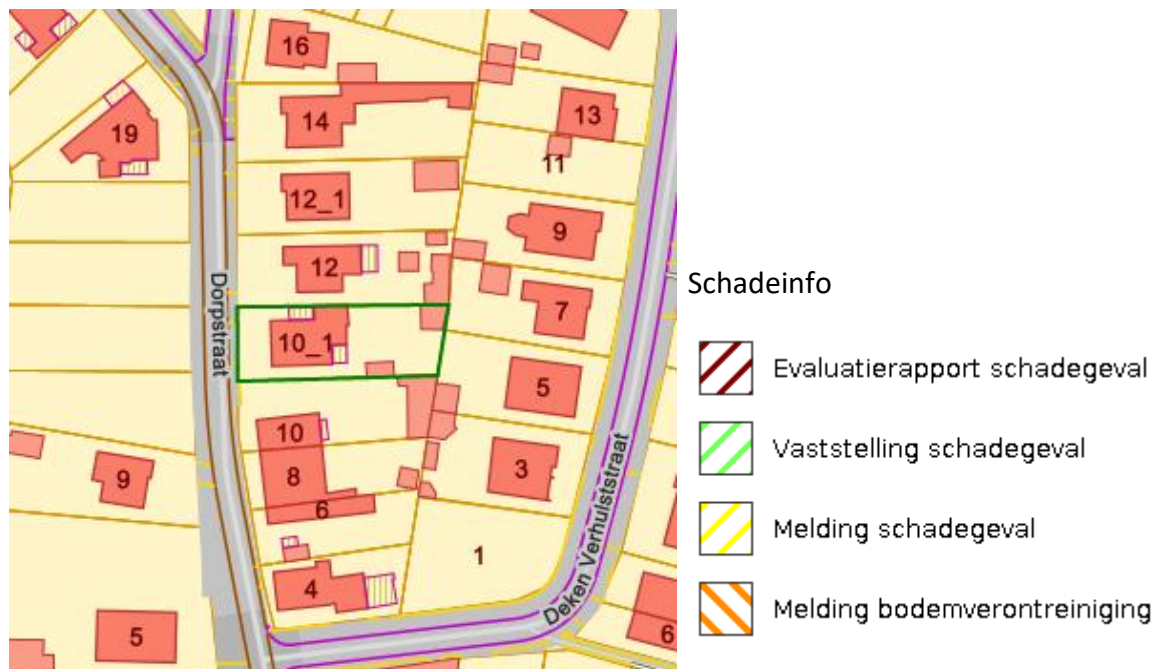 16
14
13
19
11
12_1
9
12
Dorpstraat
7
10_1
5
10
8
3
9
6
Deken Verhulststraat
1
4
5
6
Schadeinfo
Evaluatierapport schadegeval
Vaststelling schadegeval
Melding schadegeval
Melding bodemverontreiniging